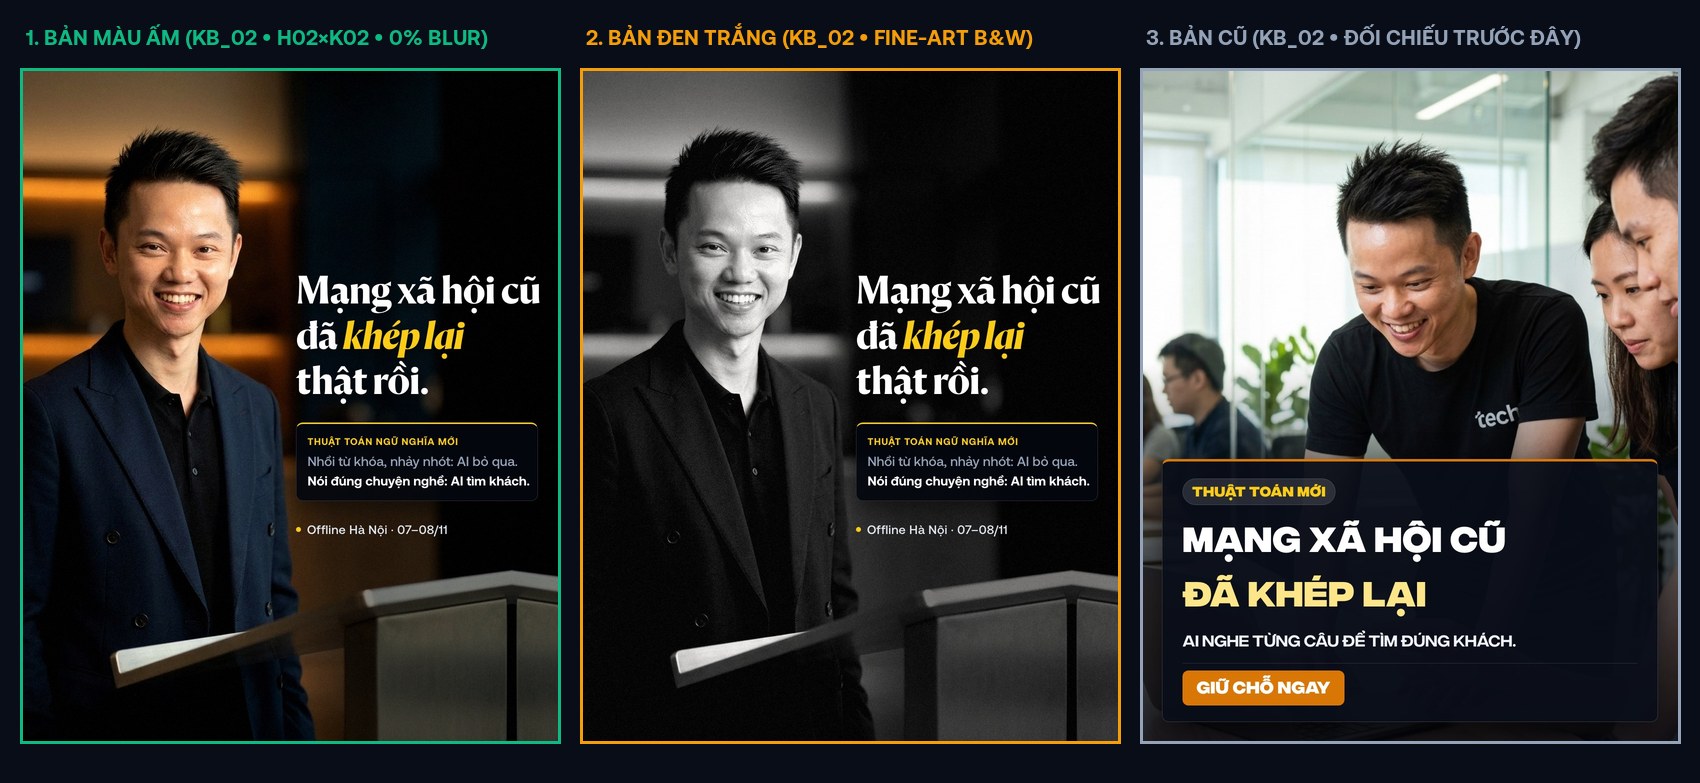 1. BẢN MÀU ẤM (KB_02 • H02×K02 • 0% BLUR)
Mạng xã hội cũ
đã khép lại
thật rồi.
THUẬT TOÁN NGỮ NGHĨA MỚI
Nhồi từ khóa, nhảy nhót: AI bỏ qua.
Nói đúng chuyện nghề: AI tìm khách.
• Offline Hà Nội · 07–08/11
2. BẢN ĐEN TRẮNG (KB_02 • FINE-ART B&W)
Mạng xã hội cũ
đã khép lại
thật rồi.
THUẬT TOÁN NGỮ NGHĨA MỚI
Nhồi từ khóa, nhảy nhót: AI bỏ qua.
Nói đúng chuyện nghề: AI tìm khách.
• Offline Hà Nội · 07–08/11
3. BẢN CŨ (KB_02 • ĐỐI CHIẾU TRƯỚC ĐÂY)
tech
THUẬT TOÁN MỚI
MẠNG XÃ HỘI CŨ
ĐÃ KHÉP LẠI
AI NGHE TỪNG CÂU ĐỂ TÌM ĐÚNG KHÁCH.
GIỮ CHỖ NGAY